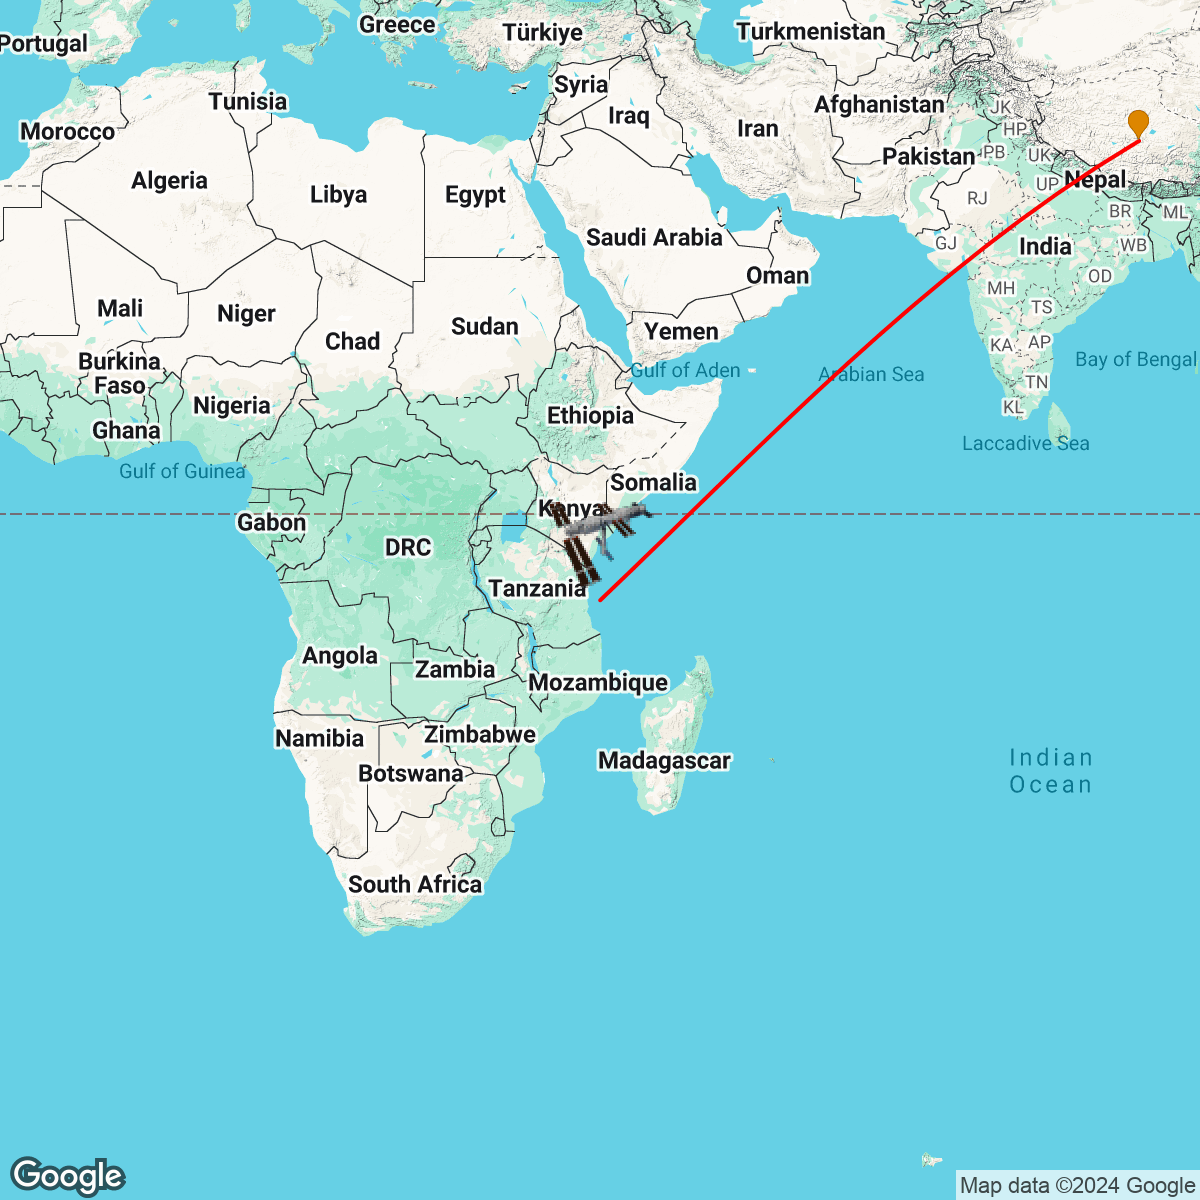 Greece
Türkiye
Turkmenistan
Portugal
Syria
Tunisia
Afghanistan
JK
Iraq
Morocco
Iran
HP
Pakistan
PB
UK
Algeria
Nepal
UP
Libya
Egypt
RJ
BR
ML
Saudi Arabia
GJ
India
WB
Oman
OD
MH
Mali
Niger
TS
Sudan
Yemen
Chad
KA
AP
Burkina
Faso
Bay of Bengal
Gulf of Aden
Arabian Sea
TN
Nigeria
KL
Ethiopia
Ghana
Laccadive Sea
Gulf of Guinea
Somalia
Kenya
Gabon
DRC
Tanzania
Angola
Zambia
Mozambique
Zimbabwe
Namibia
Madagascar
Indian
Ocean
Botswana
South Africa
Google
Map data ©2024 Google